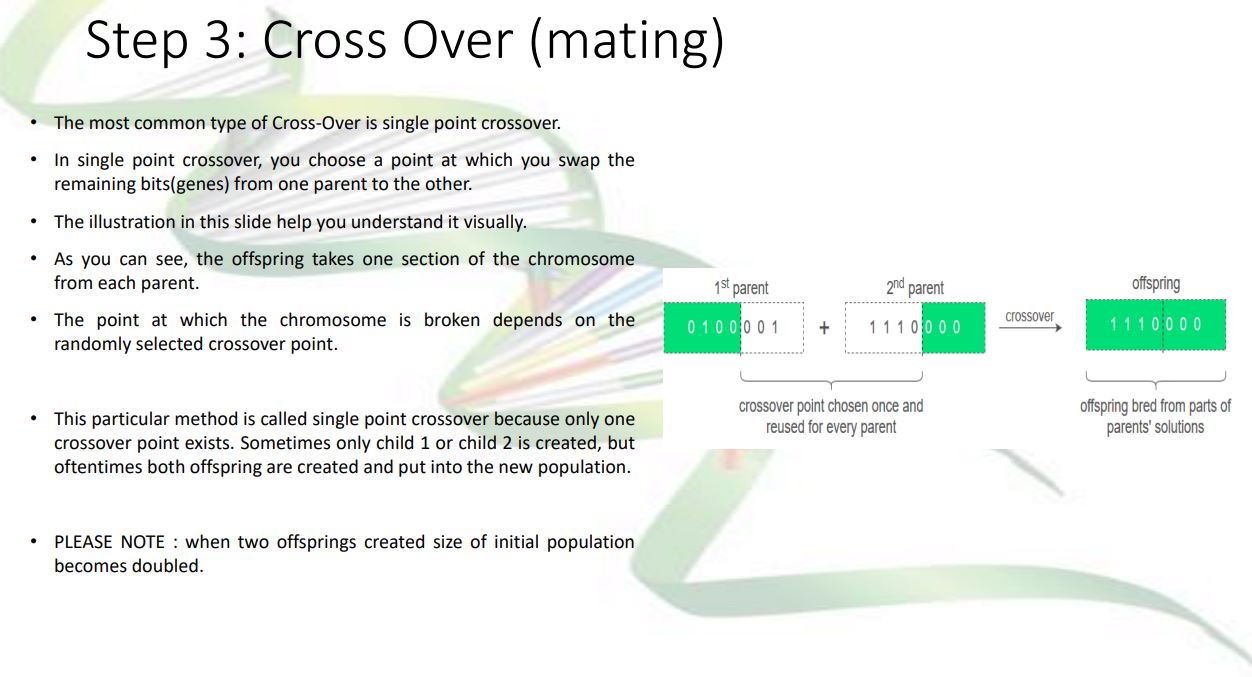 Step 3: Cross Over (mating)
• The most common type of Cross-Over is single point crossover.
• In single point crossover, you choose a point at which you swap the
remaining bits(genes) from one parent to the other.
• The illustration in this slide help you understand it visually.
• As you can see, the offspring takes one section of the chromosome
from each parent.
• The point at which the chromosome is broken depends on the
randomly selected crossover point.
• This particular method is called single point crossover because only one
crossover point exists. Sometimes only child 1 or child 2 is created, but
oftentimes both offspring are created and put into the new population.
• PLEASE NOTE : when two offsprings created size of initial population
becomes doubled.
1st parent
0 1 0 0 0 0 1
+
2nd parent
1 1 1 0 0 0 0
crossover
offspring
1 1 1 0 0 0 0
crossover point chosen once and
reused for every parent
offspring bred from parts of
parents' solutions